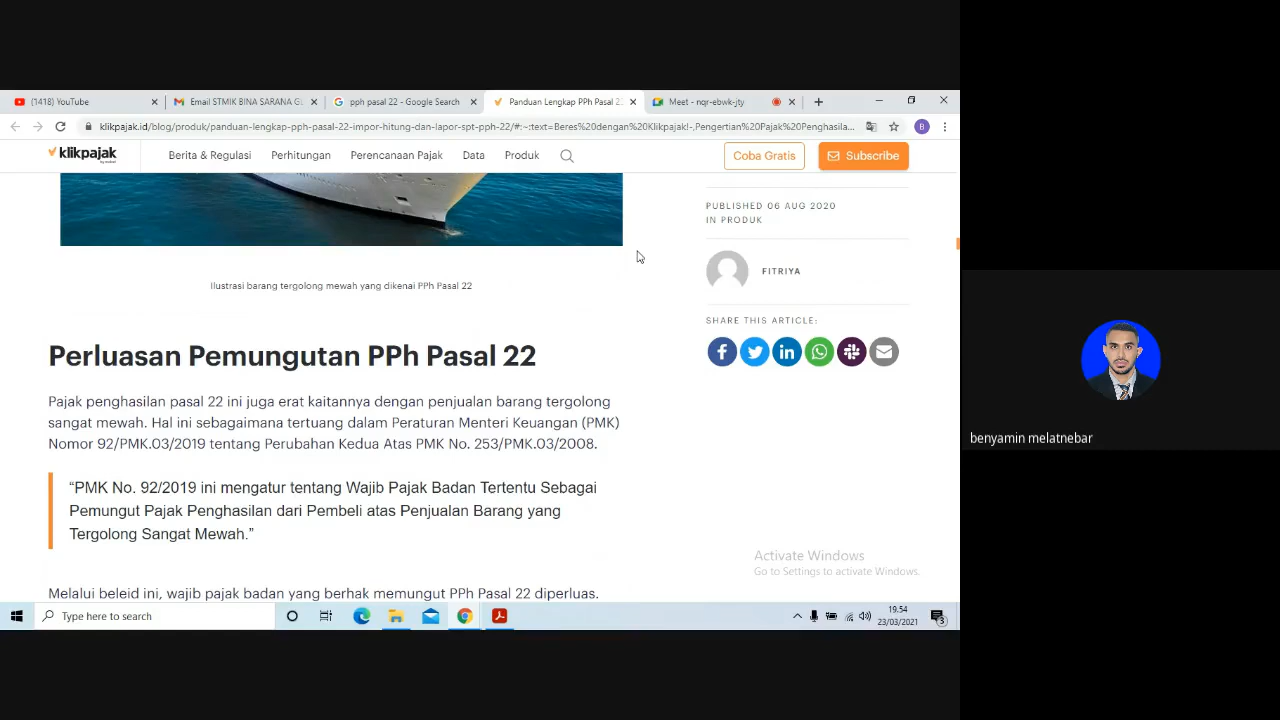 (1418) YouTube
Email STMIK BINA SARANA GL
pph pasal 22 - Google Search
Panduan Lengkap PPh Pasal 22
Meet - nqr-ebwk-jty
klikpajak.id/blog/produk/panduan-lengkap-pph-pasal-22-impor-hitung-dan-lapor-spt-pph-22/#:~:text=Beres%20dengan%20Klikpajak!-,Pengertian%20Pajak%20Penghasila...
B
klikpajak
Berita & Regulasi
Perhitungan
Perencanaan Pajak
Data
Produk
Coba Gratis
Subscribe
Ilustrasi barang tergolong mewah yang dikenai PPh Pasal 22
Perluasan Pemungutan PPh Pasal 22
Pajak penghasilan pasal 22 ini juga erat kaitannya dengan penjualan barang tergolong
sangat mewah. Hal ini sebagaimana tertuang dalam Peraturan Menteri Keuangan (PMK)
Nomor 92/PMK.03/2019 tentang Perubahan Kedua Atas PMK No. 253/PMK.03/2008.
“PMK No. 92/2019 ini mengatur tentang Wajib Pajak Badan Tertentu Sebagai
Pemungut Pajak Penghasilan dari Pembeli atas Penjualan Barang yang
Tergolong Sangat Mewah.”
Melalui beleid ini, wajib pajak badan yang berhak memungut PPh Pasal 22 diperluas.
PUBLISHED 06 AUG 2020
IN PRODUK
FITRIYA
SHARE THIS ARTICLE:
Activate Windows
Go to Settings to activate Windows.
Type here to search
19.54
23/03/2021
3
benyamin melatnebar